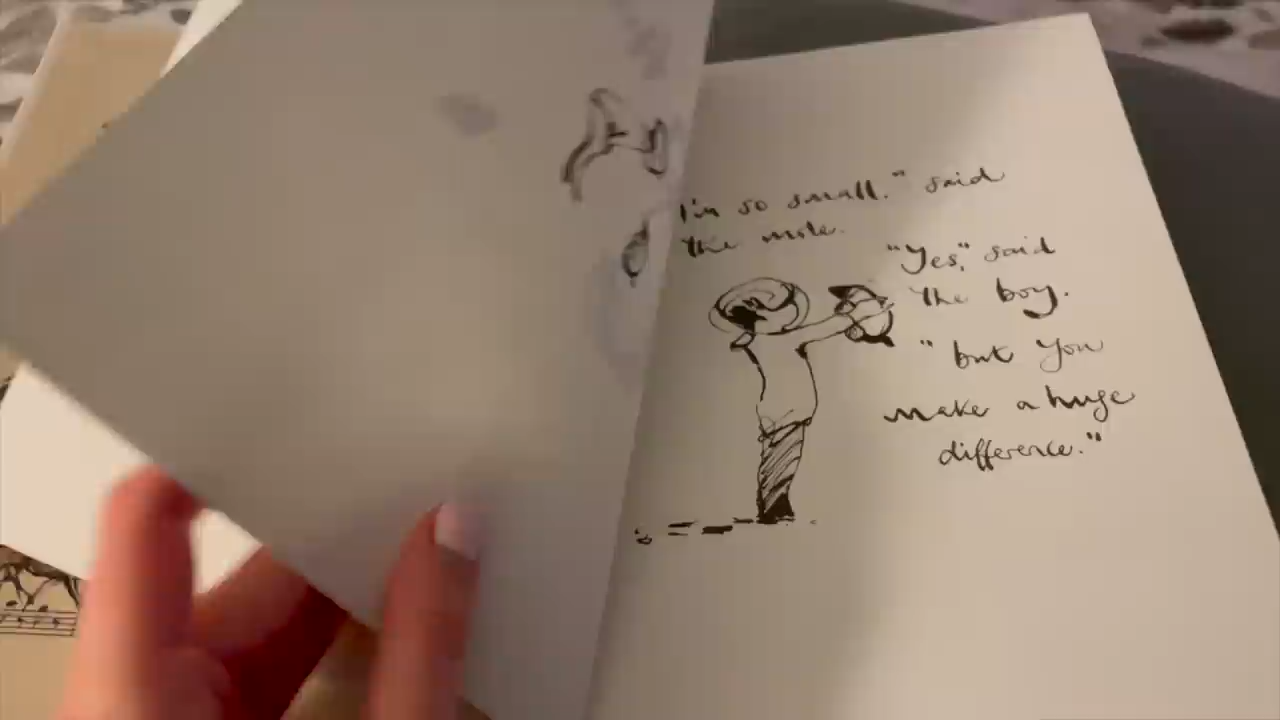 I'm so small." said
the mole.
"Yes," said
the boy.
"but you
make a huge
difference."